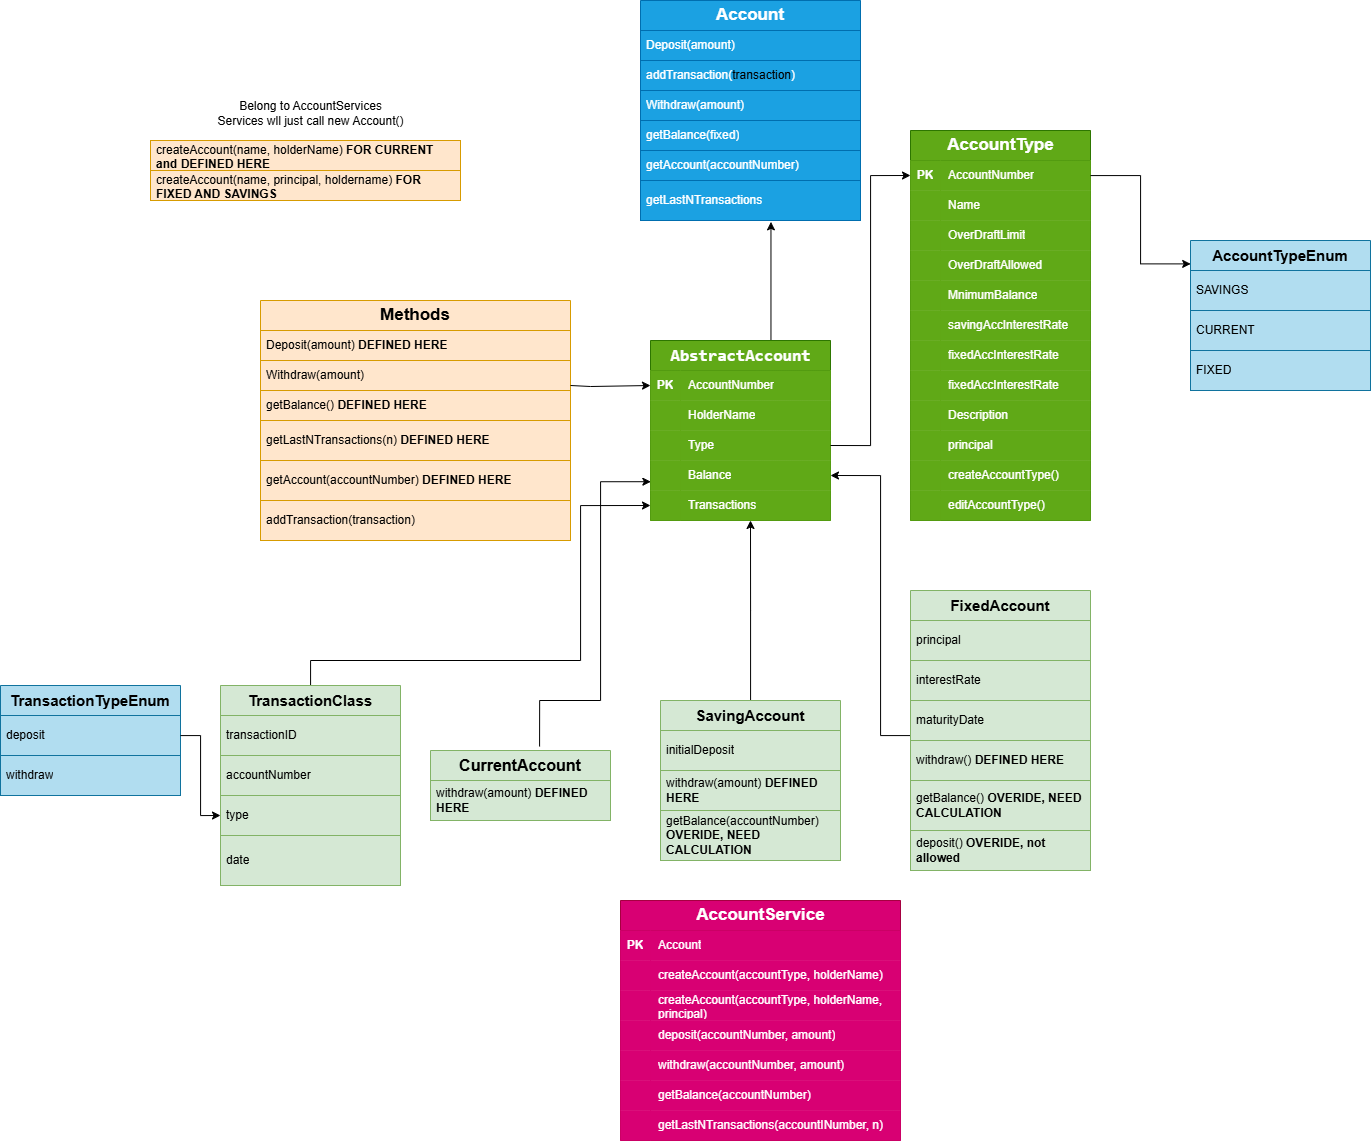 Account
Deposit(amount)
addTransaction(transaction)
Withdraw(amount)
getBalance(fixed)
getAccount(accountNumber)
getLastNTransactions
Belong to AccountServices
Services wll just call new Account()
createAccount(name, holderName) FOR CURRENT
and DEFINED HERE
createAccount(name, principal, holdername) FOR
FIXED AND SAVINGS
AccountType
PK AccountNumber
Name
OverDraftLimit
OverDraftAllowed
MnimumBalance
savingAccInterestRate
fixedAccInterestRate
fixedAccInterestRate
Description
principal
createAccountType()
editAccountType()
AccountTypeEnum
SAVINGS
CURRENT
FIXED
Methods
Deposit(amount) DEFINED HERE
Withdraw(amount)
getBalance() DEFINED HERE
getLastNTransactions(n) DEFINED HERE
getAccount(accountNumber) DEFINED HERE
addTransaction(transaction)
AbstractAccount
PK AccountNumber
HolderName
Type
Balance
Transactions
FixedAccount
principal
interestRate
maturityDate
withdraw() DEFINED HERE
getBalance() OVERIDE, NEED
CALCULATION
deposit() OVERIDE, not
allowed
TransactionTypeEnum
deposit
withdraw
TransactionClass
transactionID
accountNumber
type
date
CurrentAccount
withdraw(amount) DEFINED
HERE
SavingAccount
initialDeposit
withdraw(amount) DEFINED
HERE
getBalance(accountNumber)
OVERIDE, NEED
CALCULATION
AccountService
PK Account
createAccount(accountType, holderName)
createAccount(accountType, holderName,
principal)
deposit(accountNumber, amount)
withdraw(accountNumber, amount)
getBalance(accountNumber)
getLastNTransactions(accountlNumber, n)